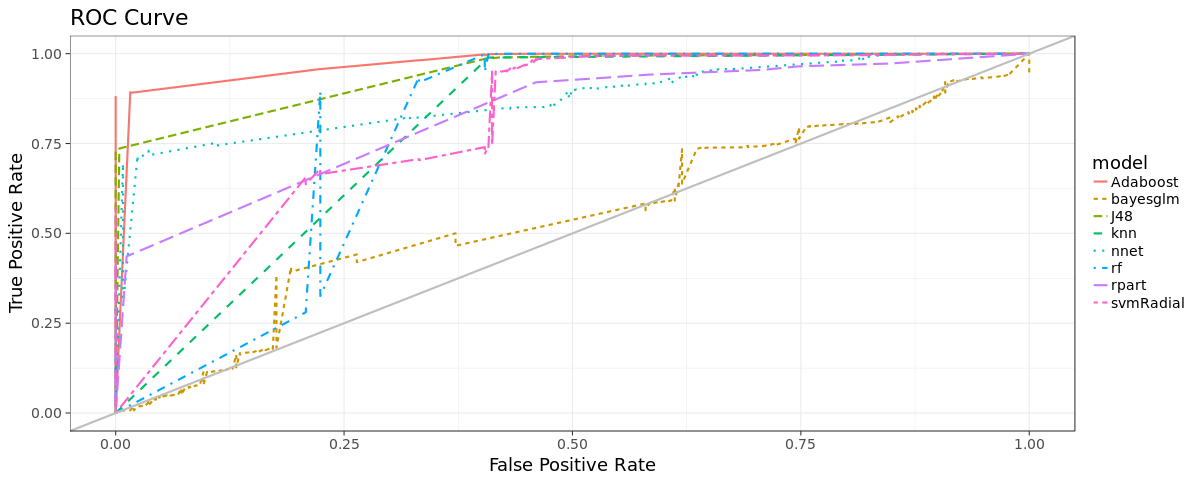 ROC Curve
True Positive Rate
1.00
0.75
0.50
0.25
0.00
0.00 0.25 0.50 0.75 1.00
False Positive Rate
model
Adaboost
bayesglm
J48
knn
nnet
rf
rpart
svmRadial